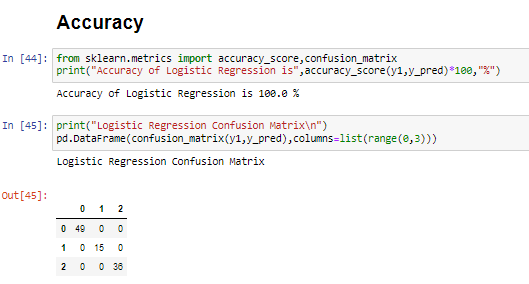 Accuracy
In [44]: from sklearn.metrics import accuracy_score,confusion_matrix
print("Accuracy of Logistic Regression is",accuracy_score(y1,y_pred)*100,"%")
Accuracy of Logistic Regression is 100.0 %
In [45]: print("Logistic Regression Confusion Matrix\n")
pd.DataFrame(confusion_matrix(y1,y_pred),columns=list(range(0,3)))
Logistic Regression Confusion Matrix
Out[45]:
0 1 2
0 49 0 0
1 0 15 0
2 0 0 36